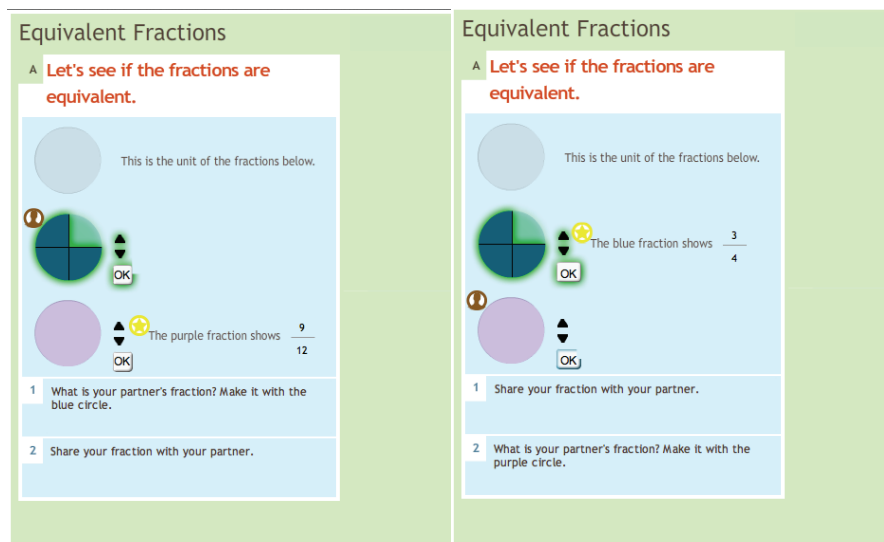 Equivalent Fractions
A Let's see if the fractions are
equivalent.
This is the unit of the fractions below.
OK
The purple fraction shows 9/12
OK
1 What is your partner's fraction? Make it with the
blue circle.
2 Share your fraction with your partner.
Equivalent Fractions
A Let's see if the fractions are
equivalent.
This is the unit of the fractions below.
The blue fraction shows 3/4
OK
OK
1 Share your fraction with your partner.
2 What is your partner's fraction? Make it with the
purple circle.